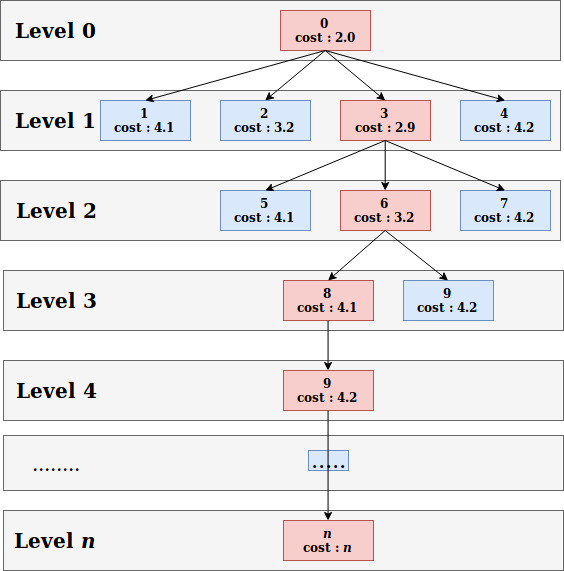 Level 0
0
cost : 2.0
Level 1
1
cost : 4.1
2
cost : 3.2
3
cost : 2.9
4
cost : 4.2
Level 2
5
cost : 4.1
6
cost : 3.2
7
cost : 4.2
Level 3
8
cost : 4.1
9
cost : 4.2
Level 4
9
cost : 4.2
........
.....
Level n
n
cost : n